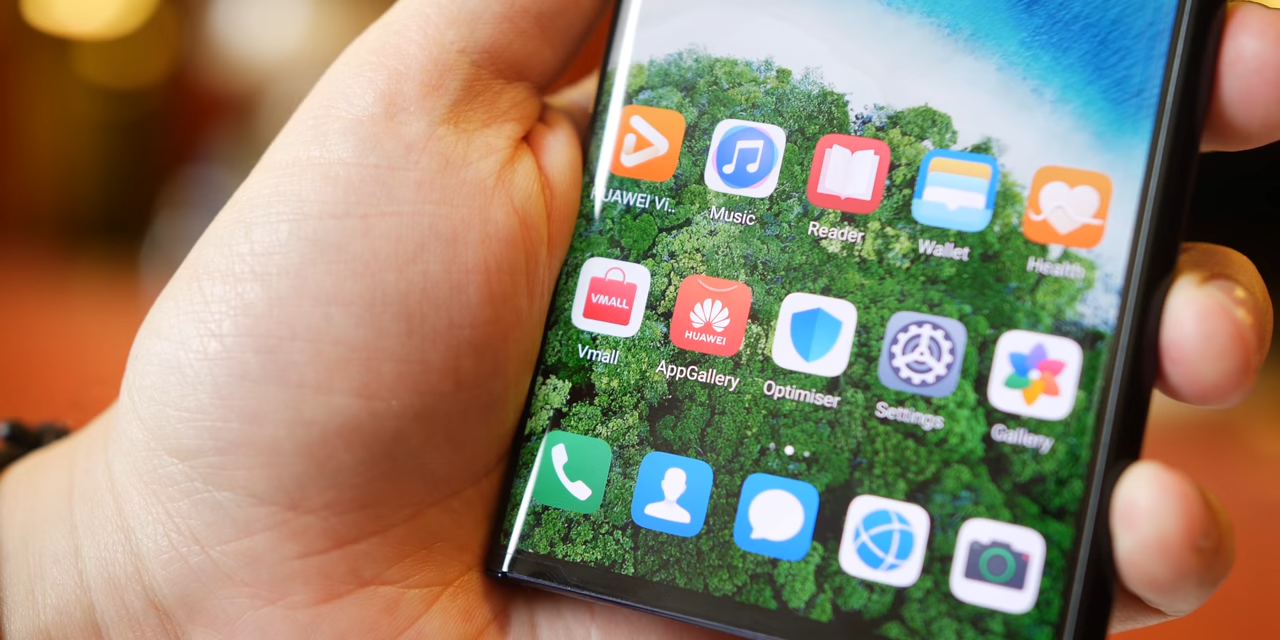 HUAWEI Vi..
Music
Reader
Wallet
Health
VMALL
HUAWEI
Vmall
AppGallery
Optimiser
Settings
Gallery